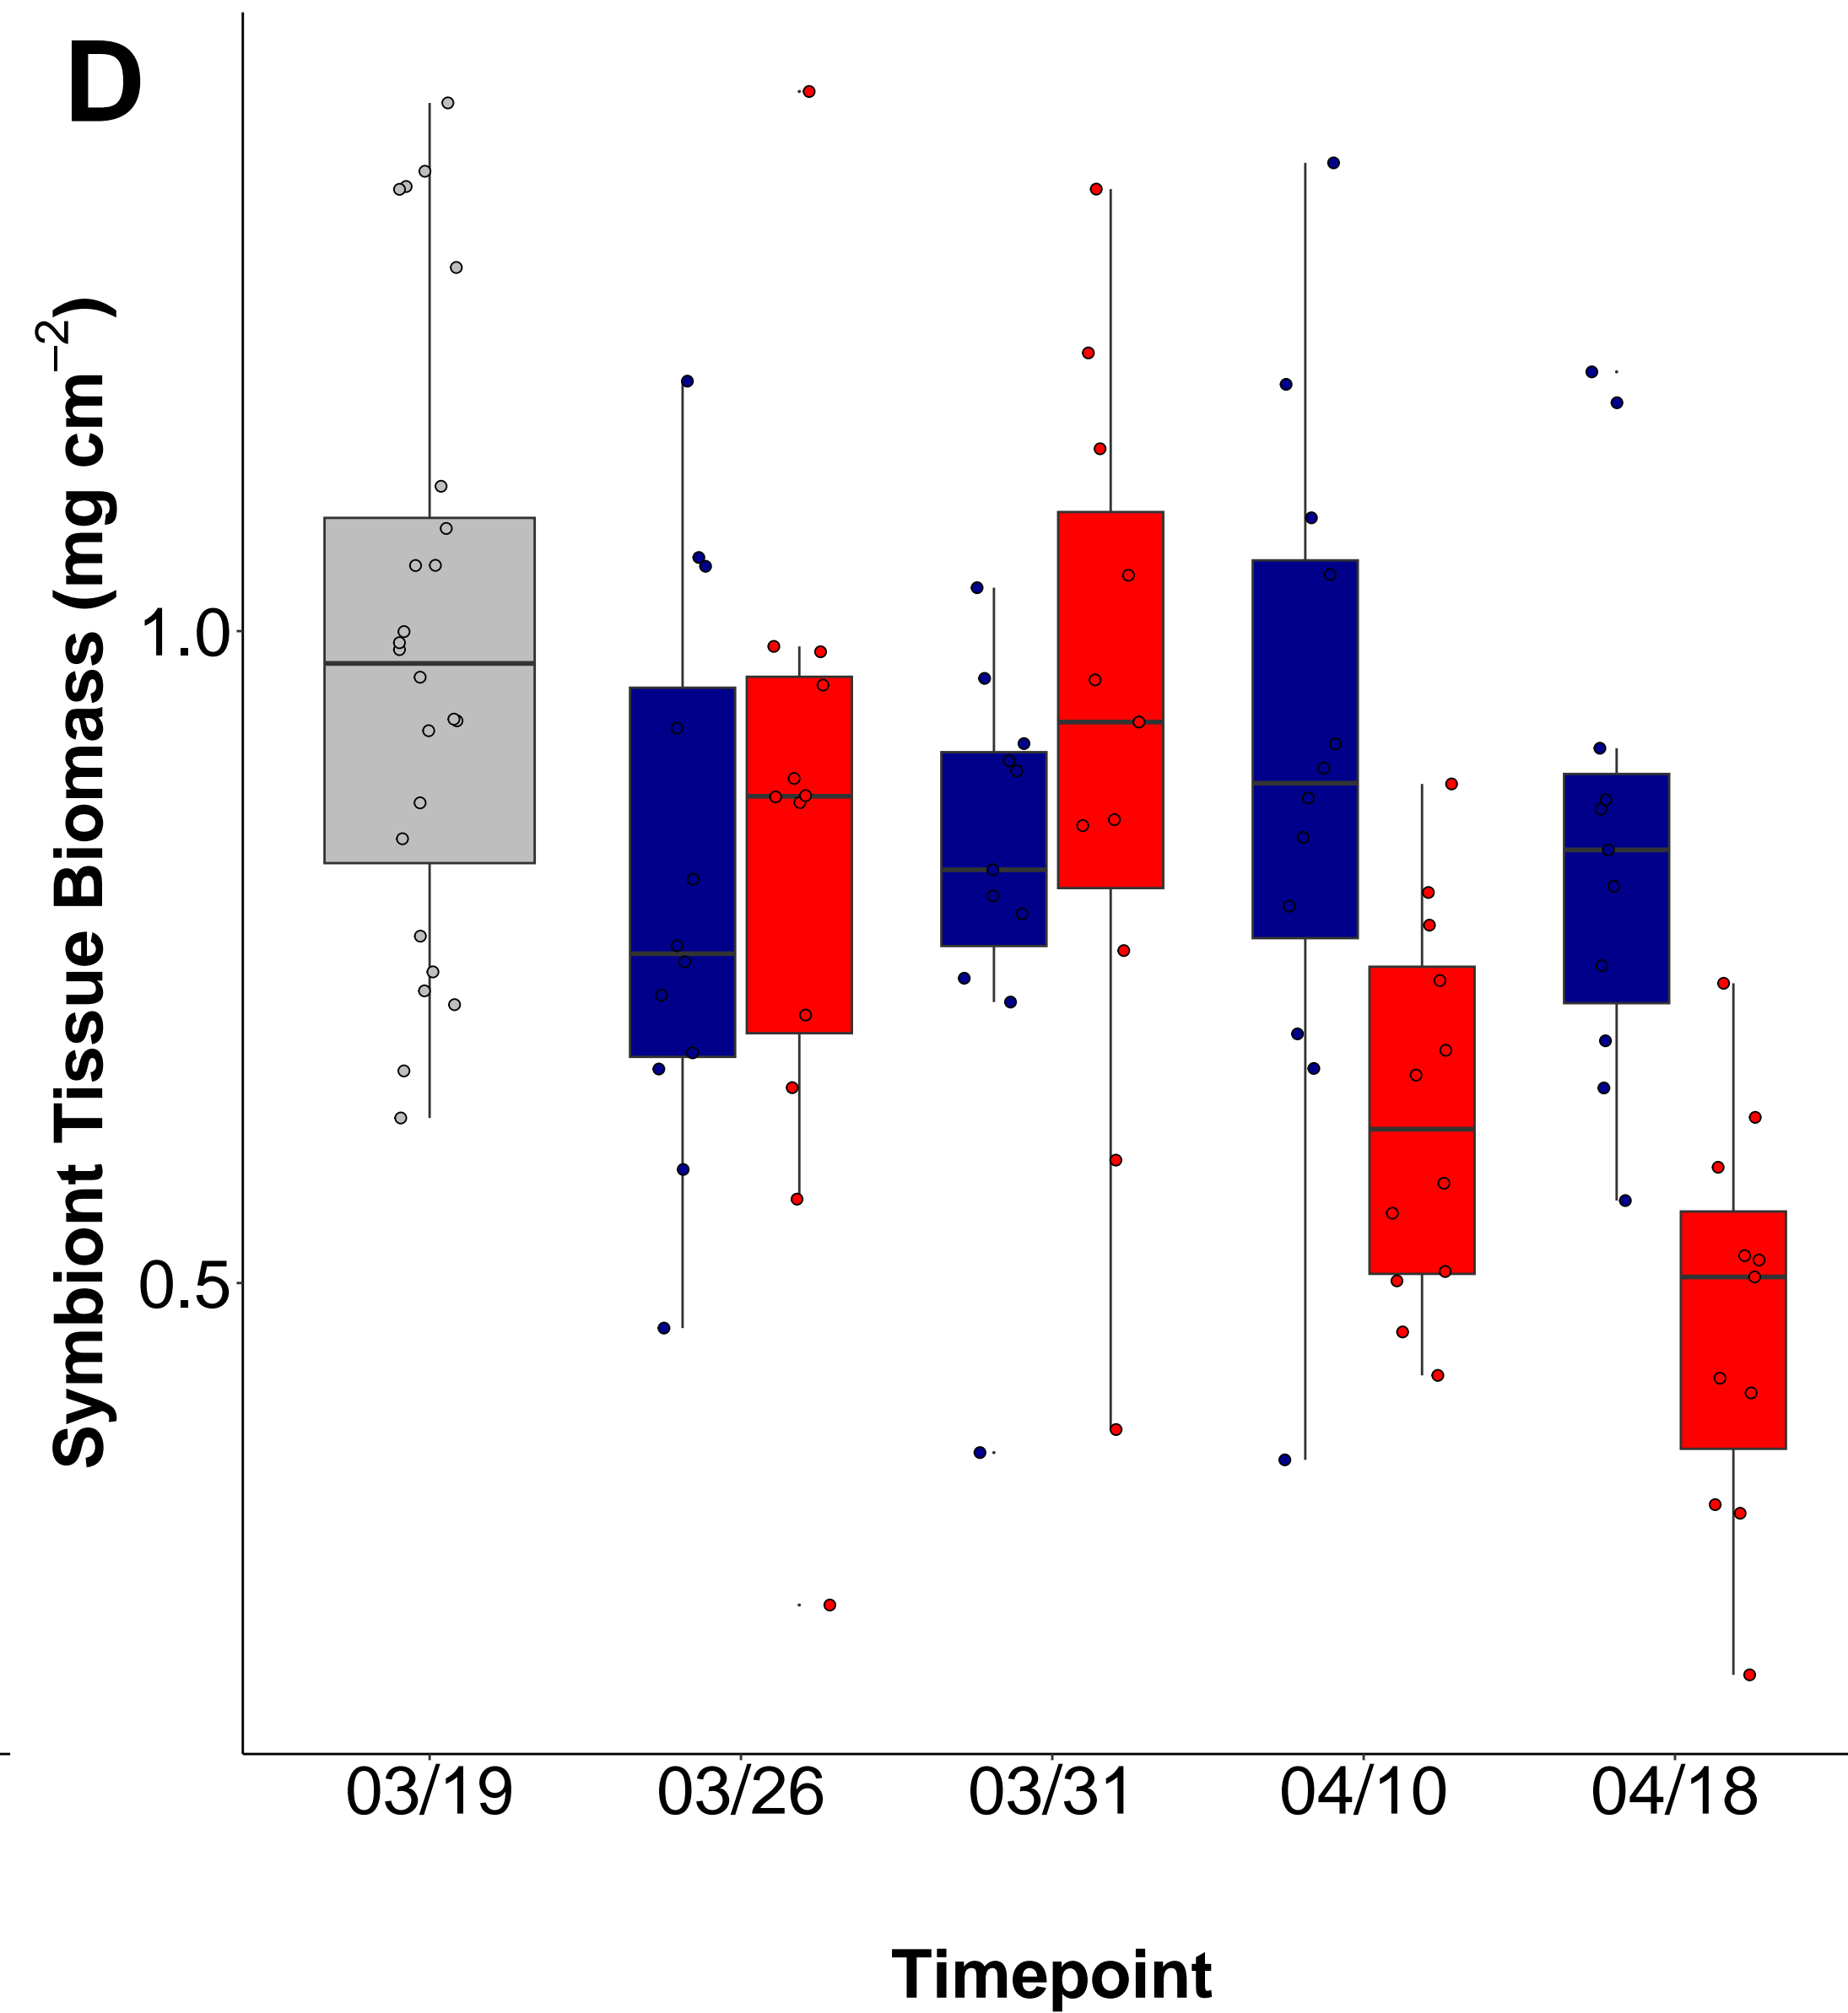 D
Symbiont Tissue Biomass (mg cm⁻²)
1.0
0.5
03/19 03/26 03/31 04/10 04/18
Timepoint